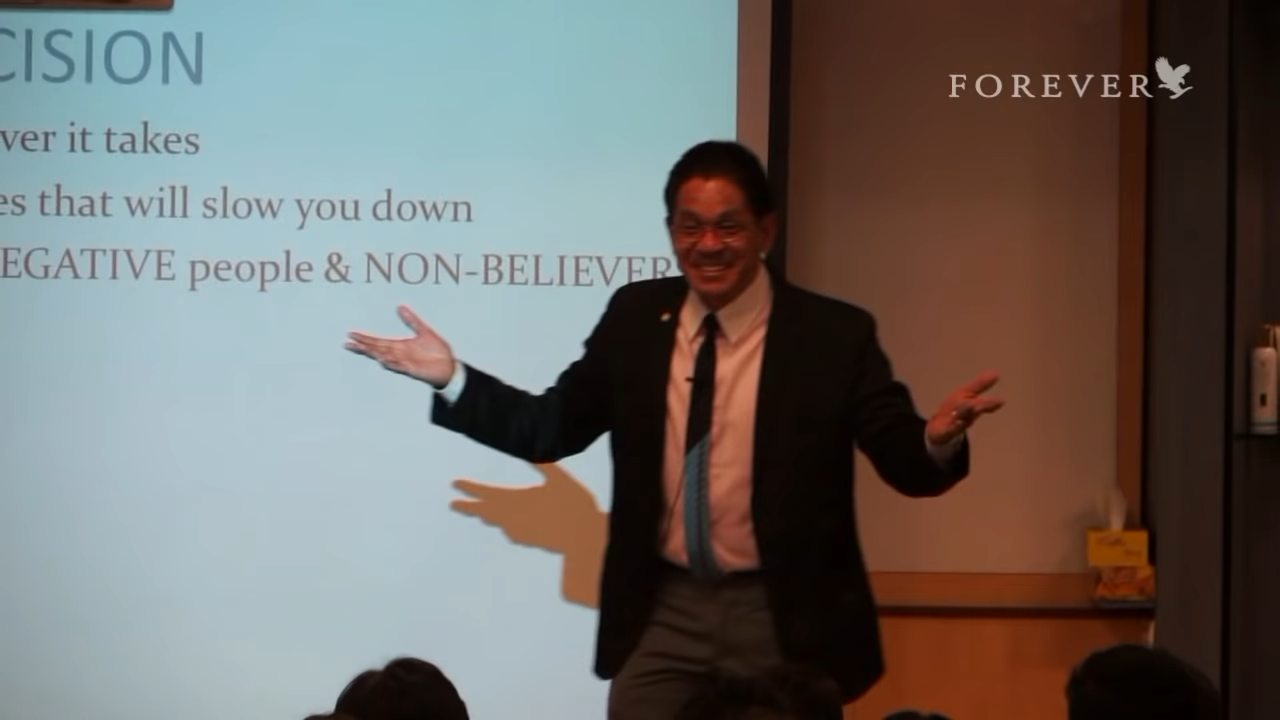 CISION
FOREVER
ver it takes
es that will slow you down
EGATIVE people & NON-BELIEVER